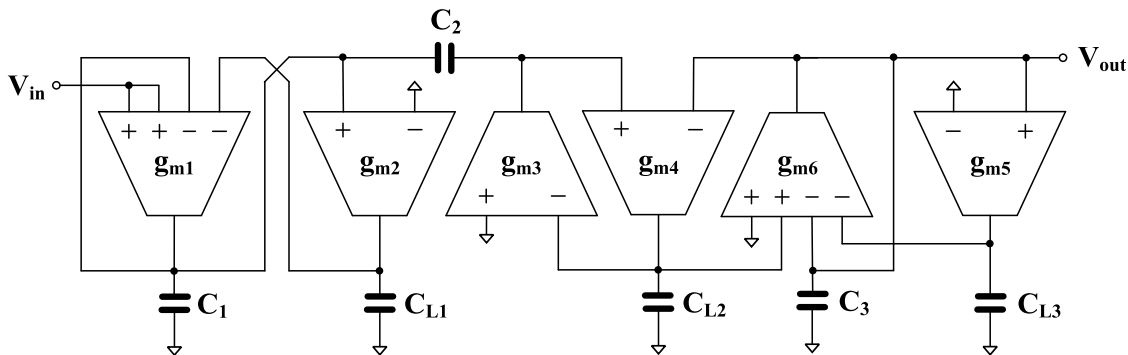 C2
Vin
Vout
+ + − −
+ −
+ −
− +
gm1
gm2
gm3
gm4
gm6
gm5
+ −
+ + − −
C1
CL1
CL2
C3
CL3